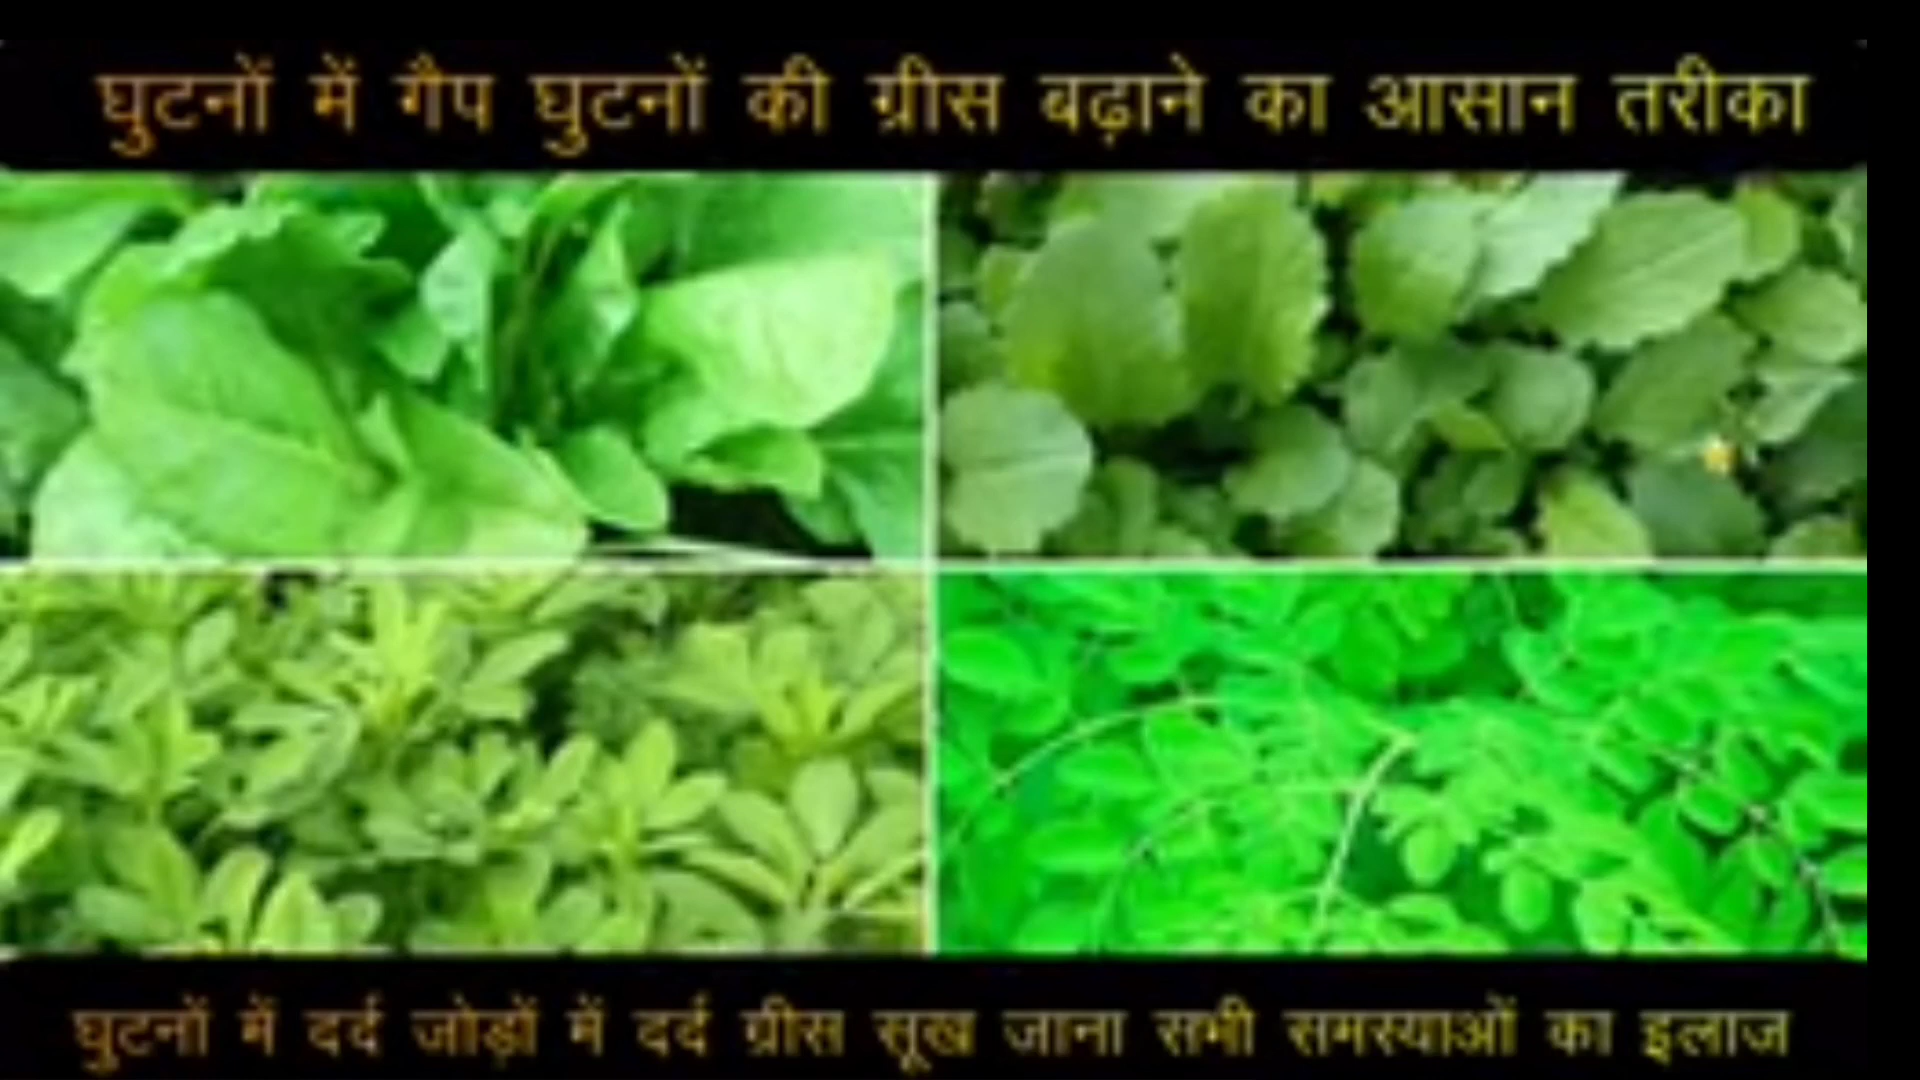 घुटनों में गैप घुटनों की ग्रीस बढ़ाने का आसान तरीका
घुटनों में दर्द जोड़ों में दर्द ग्रीस सूख जाना सभी समस्याओं का इलाज